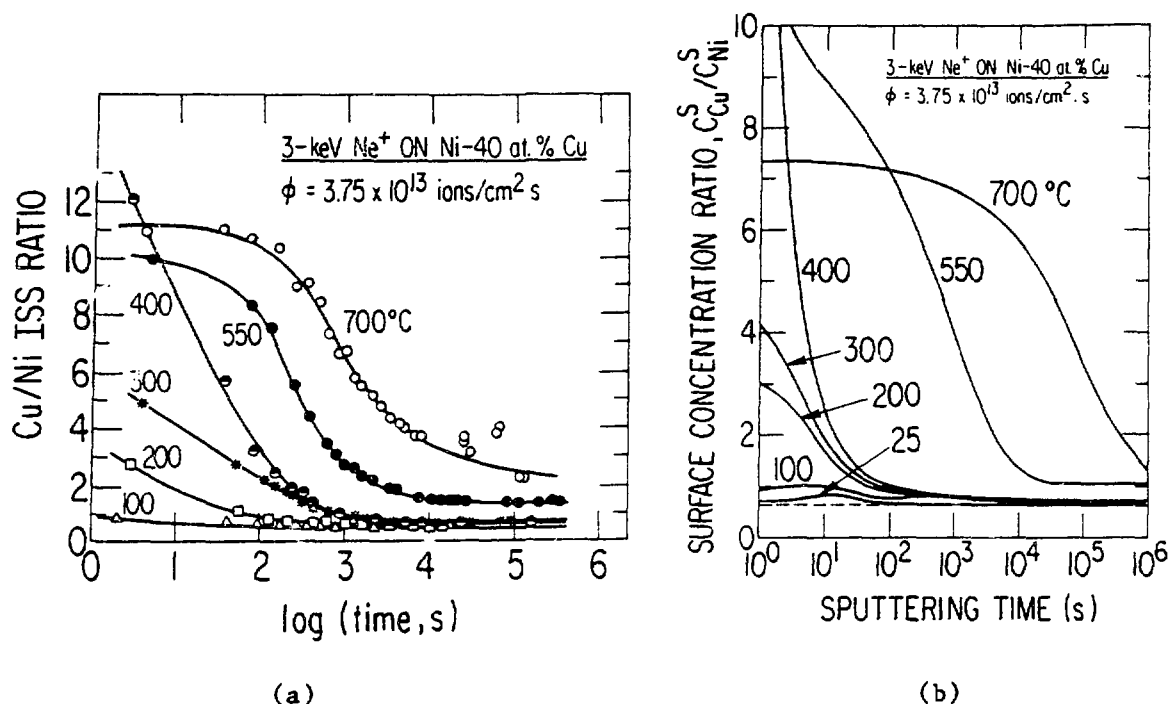 3-keV Ne⁺ ON Ni-40 at.% Cu
ϕ = 3.75 x 10¹³ ions/cm² s
Cu/Ni ISS RATIO
12
10
8
6
4
2
0
400
550
700°C
300
200
100
0 1 2 3 4 5 6
log (time, s)
(a)
3-keV Ne⁺ ON Ni-40 at.% Cu
ϕ = 3.75 x 10¹³ ions/cm²·s
SURFACE CONCENTRATION RATIO, C^S_Cu/C^S_Ni
10
8
6
4
2
0
700°C
400
550
300
200
25
100
10⁰ 10¹ 10² 10³ 10⁴ 10⁵ 10⁶
SPUTTERING TIME (s)
(b)